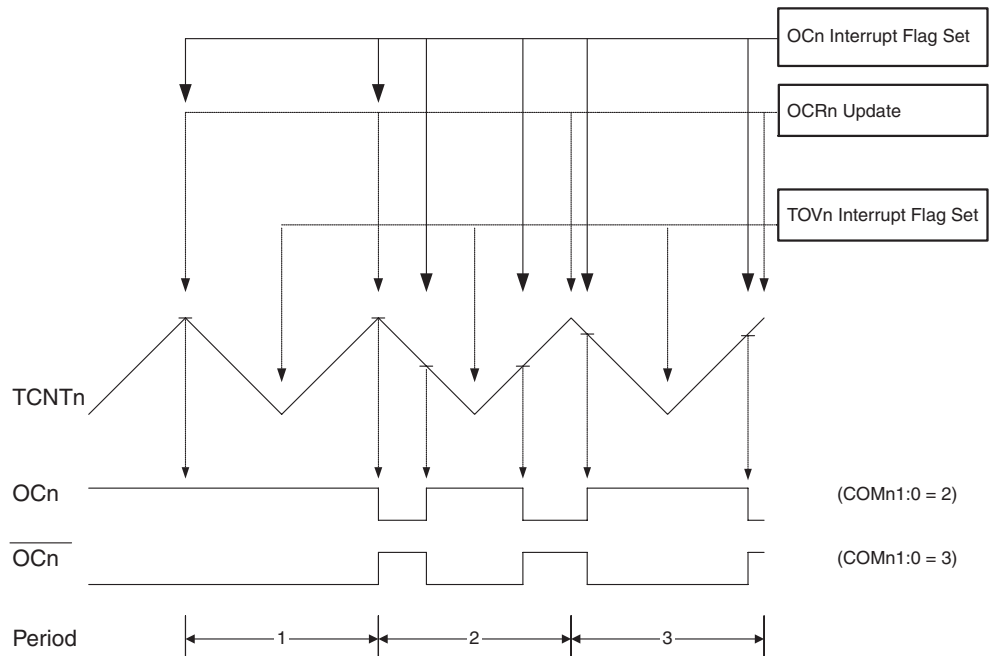 OCn Interrupt Flag Set
OCRn Update
TOVn Interrupt Flag Set
TCNTn
OCn (COMn1:0 = 2)
OCn (COMn1:0 = 3)
Period 1 2 3